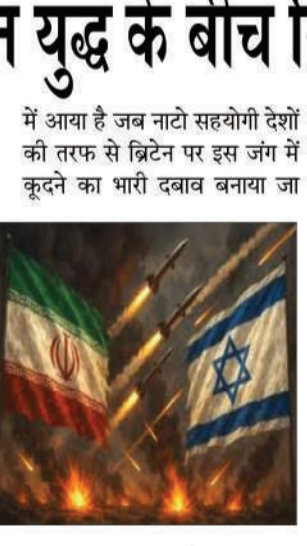 युद्ध के बीच
में आया है जब नाटो सहयोगी देशों
की तरफ से ब्रिटेन पर इस जंग में
कूदने का भारी दबाव बनाया जा